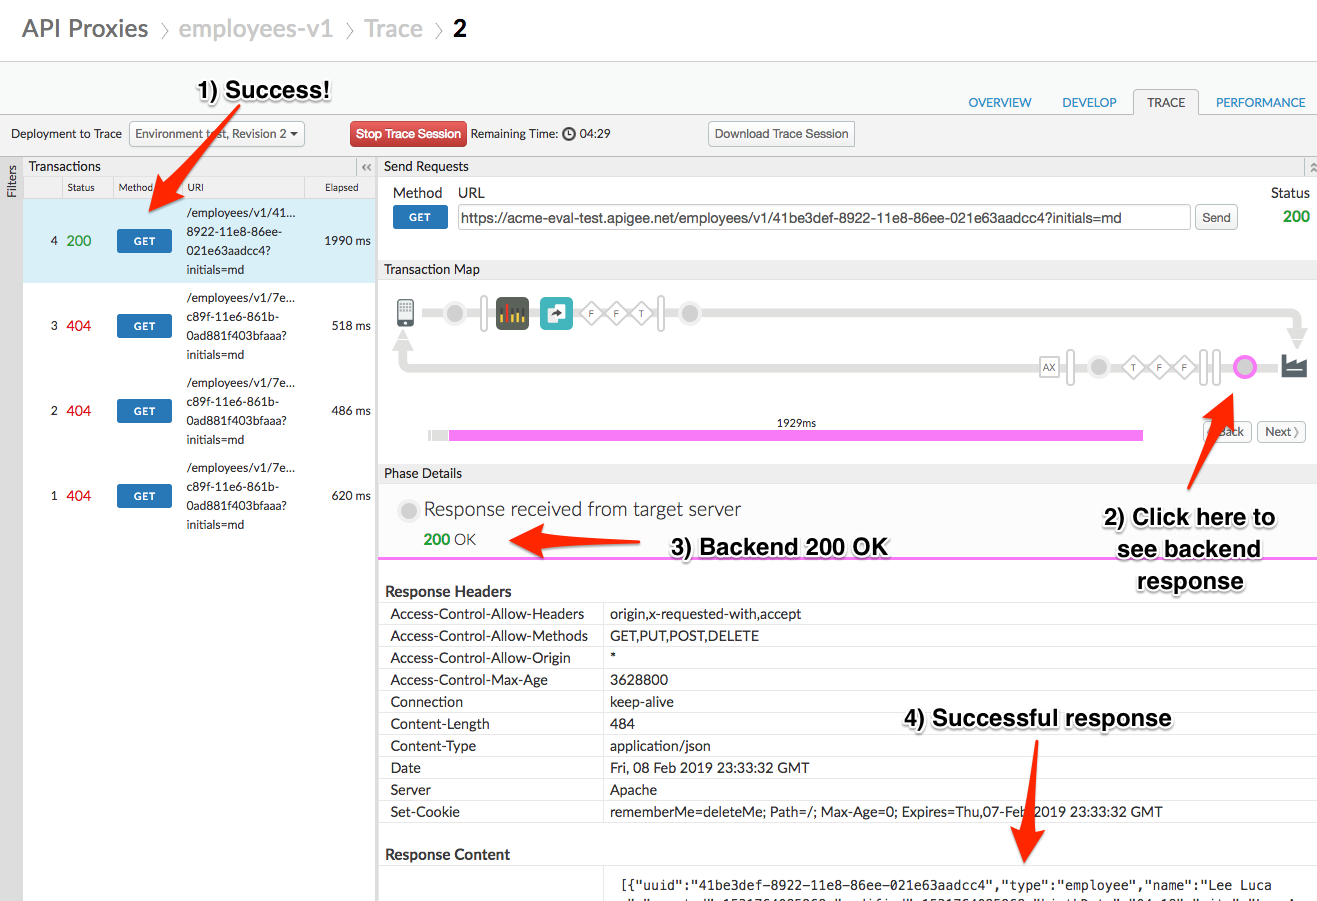 API Proxies > employees-v1 > Trace > 2
1) Success!
OVERVIEW DEVELOP TRACE PERFORMANCE
Deployment to Trace Environment test, Revision 2 Stop Trace Session Remaining Time: 04:29 Download Trace Session
Filters
Transactions «
Status Method URI Elapsed
4 200 GET /employees/v1/41...
8922-11e8-86ee-
021e63aadcc4?
initials=md
1990 ms
3 404 GET /employees/v1/7e...
c89f-11e6-861b-
0ad881f403bfaaa?
initials=md
518 ms
2 404 GET /employees/v1/7e...
c89f-11e6-861b-
0ad881f403bfaaa?
initials=md
486 ms
1 404 GET /employees/v1/7e...
c89f-11e6-861b-
0ad881f403bfaaa?
initials=md
620 ms
Send Requests
Method URL Status
GET https://acme-eval-test.apigee.net/employees/v1/41be3def-8922-11e8-86ee-021e63aadcc4?initials=md Send 200
Transaction Map
F F T
AX T F F
1929ms
Back Next
Phase Details
Response received from target server
200 OK
2) Click here to
see backend
response
3) Backend 200 OK
Response Headers
Access-Control-Allow-Headers origin,x-requested-with,accept
Access-Control-Allow-Methods GET,PUT,POST,DELETE
Access-Control-Allow-Origin *
Access-Control-Max-Age 3628800
Connection keep-alive
Content-Length 484
Content-Type application/json
Date Fri, 08 Feb 2019 23:33:32 GMT
Server Apache
Set-Cookie rememberMe=deleteMe; Path=/; Max-Age=0; Expires=Thu,07-Feb 2019 23:33:32 GMT
4) Successful response
Response Content
[{"uuid":"41be3def-8922-11e8-86ee-021e63aadcc4","type":"employee","name":"Lee Luca